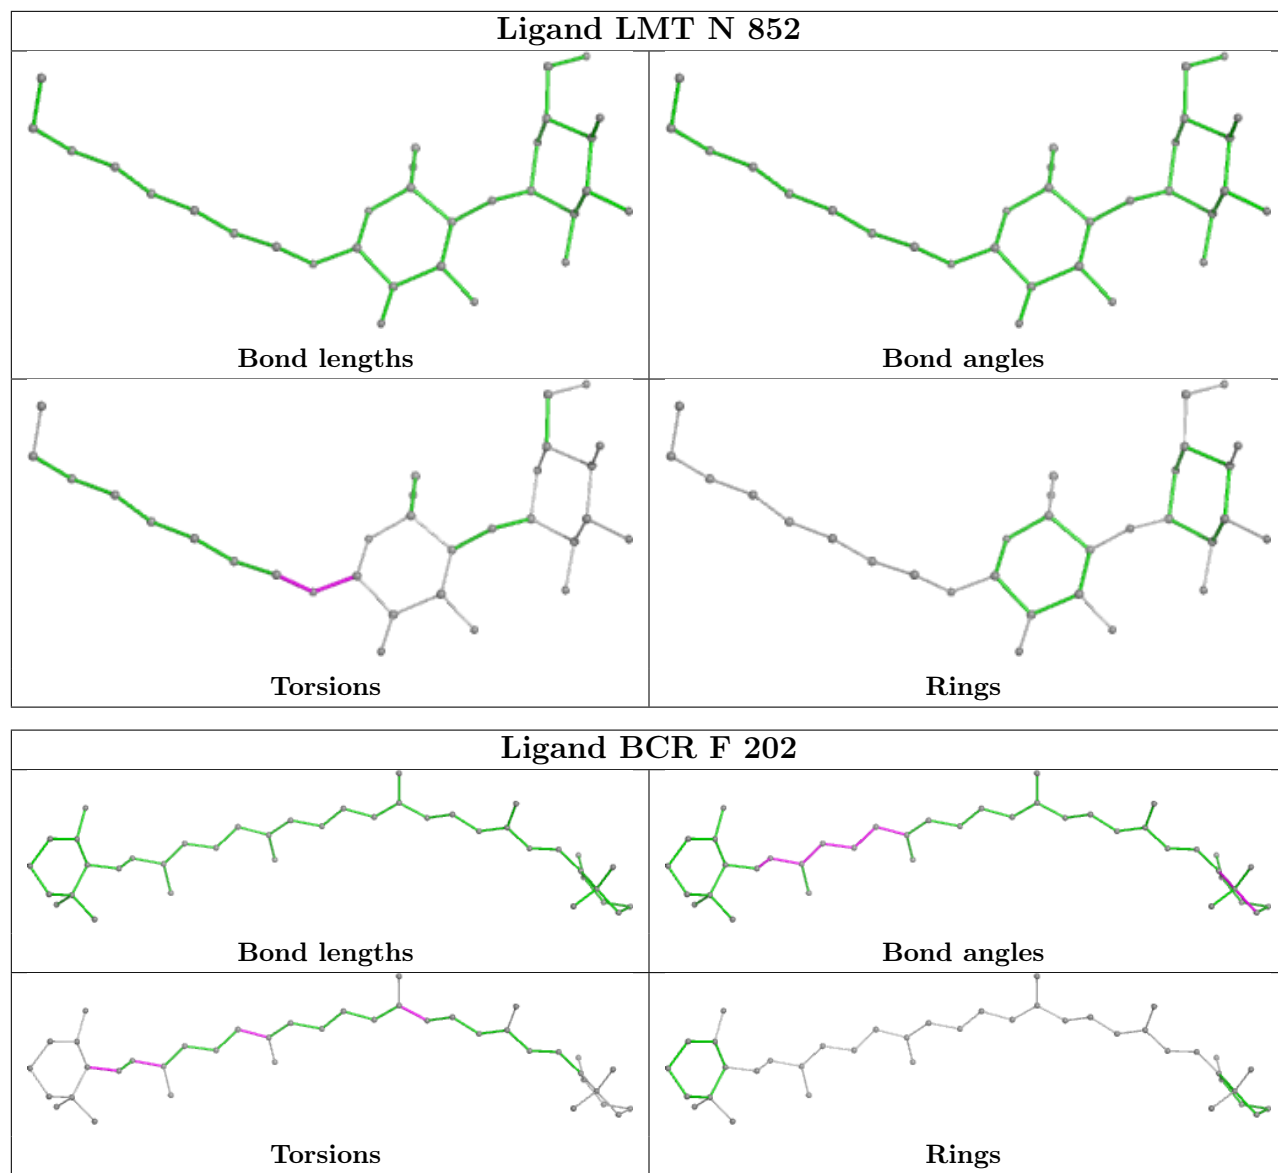 Ligand LMT N 852
Bond lengths
Bond angles
Torsions
Rings
Ligand BCR F 202
Bond lengths
Bond angles
Torsions
Rings